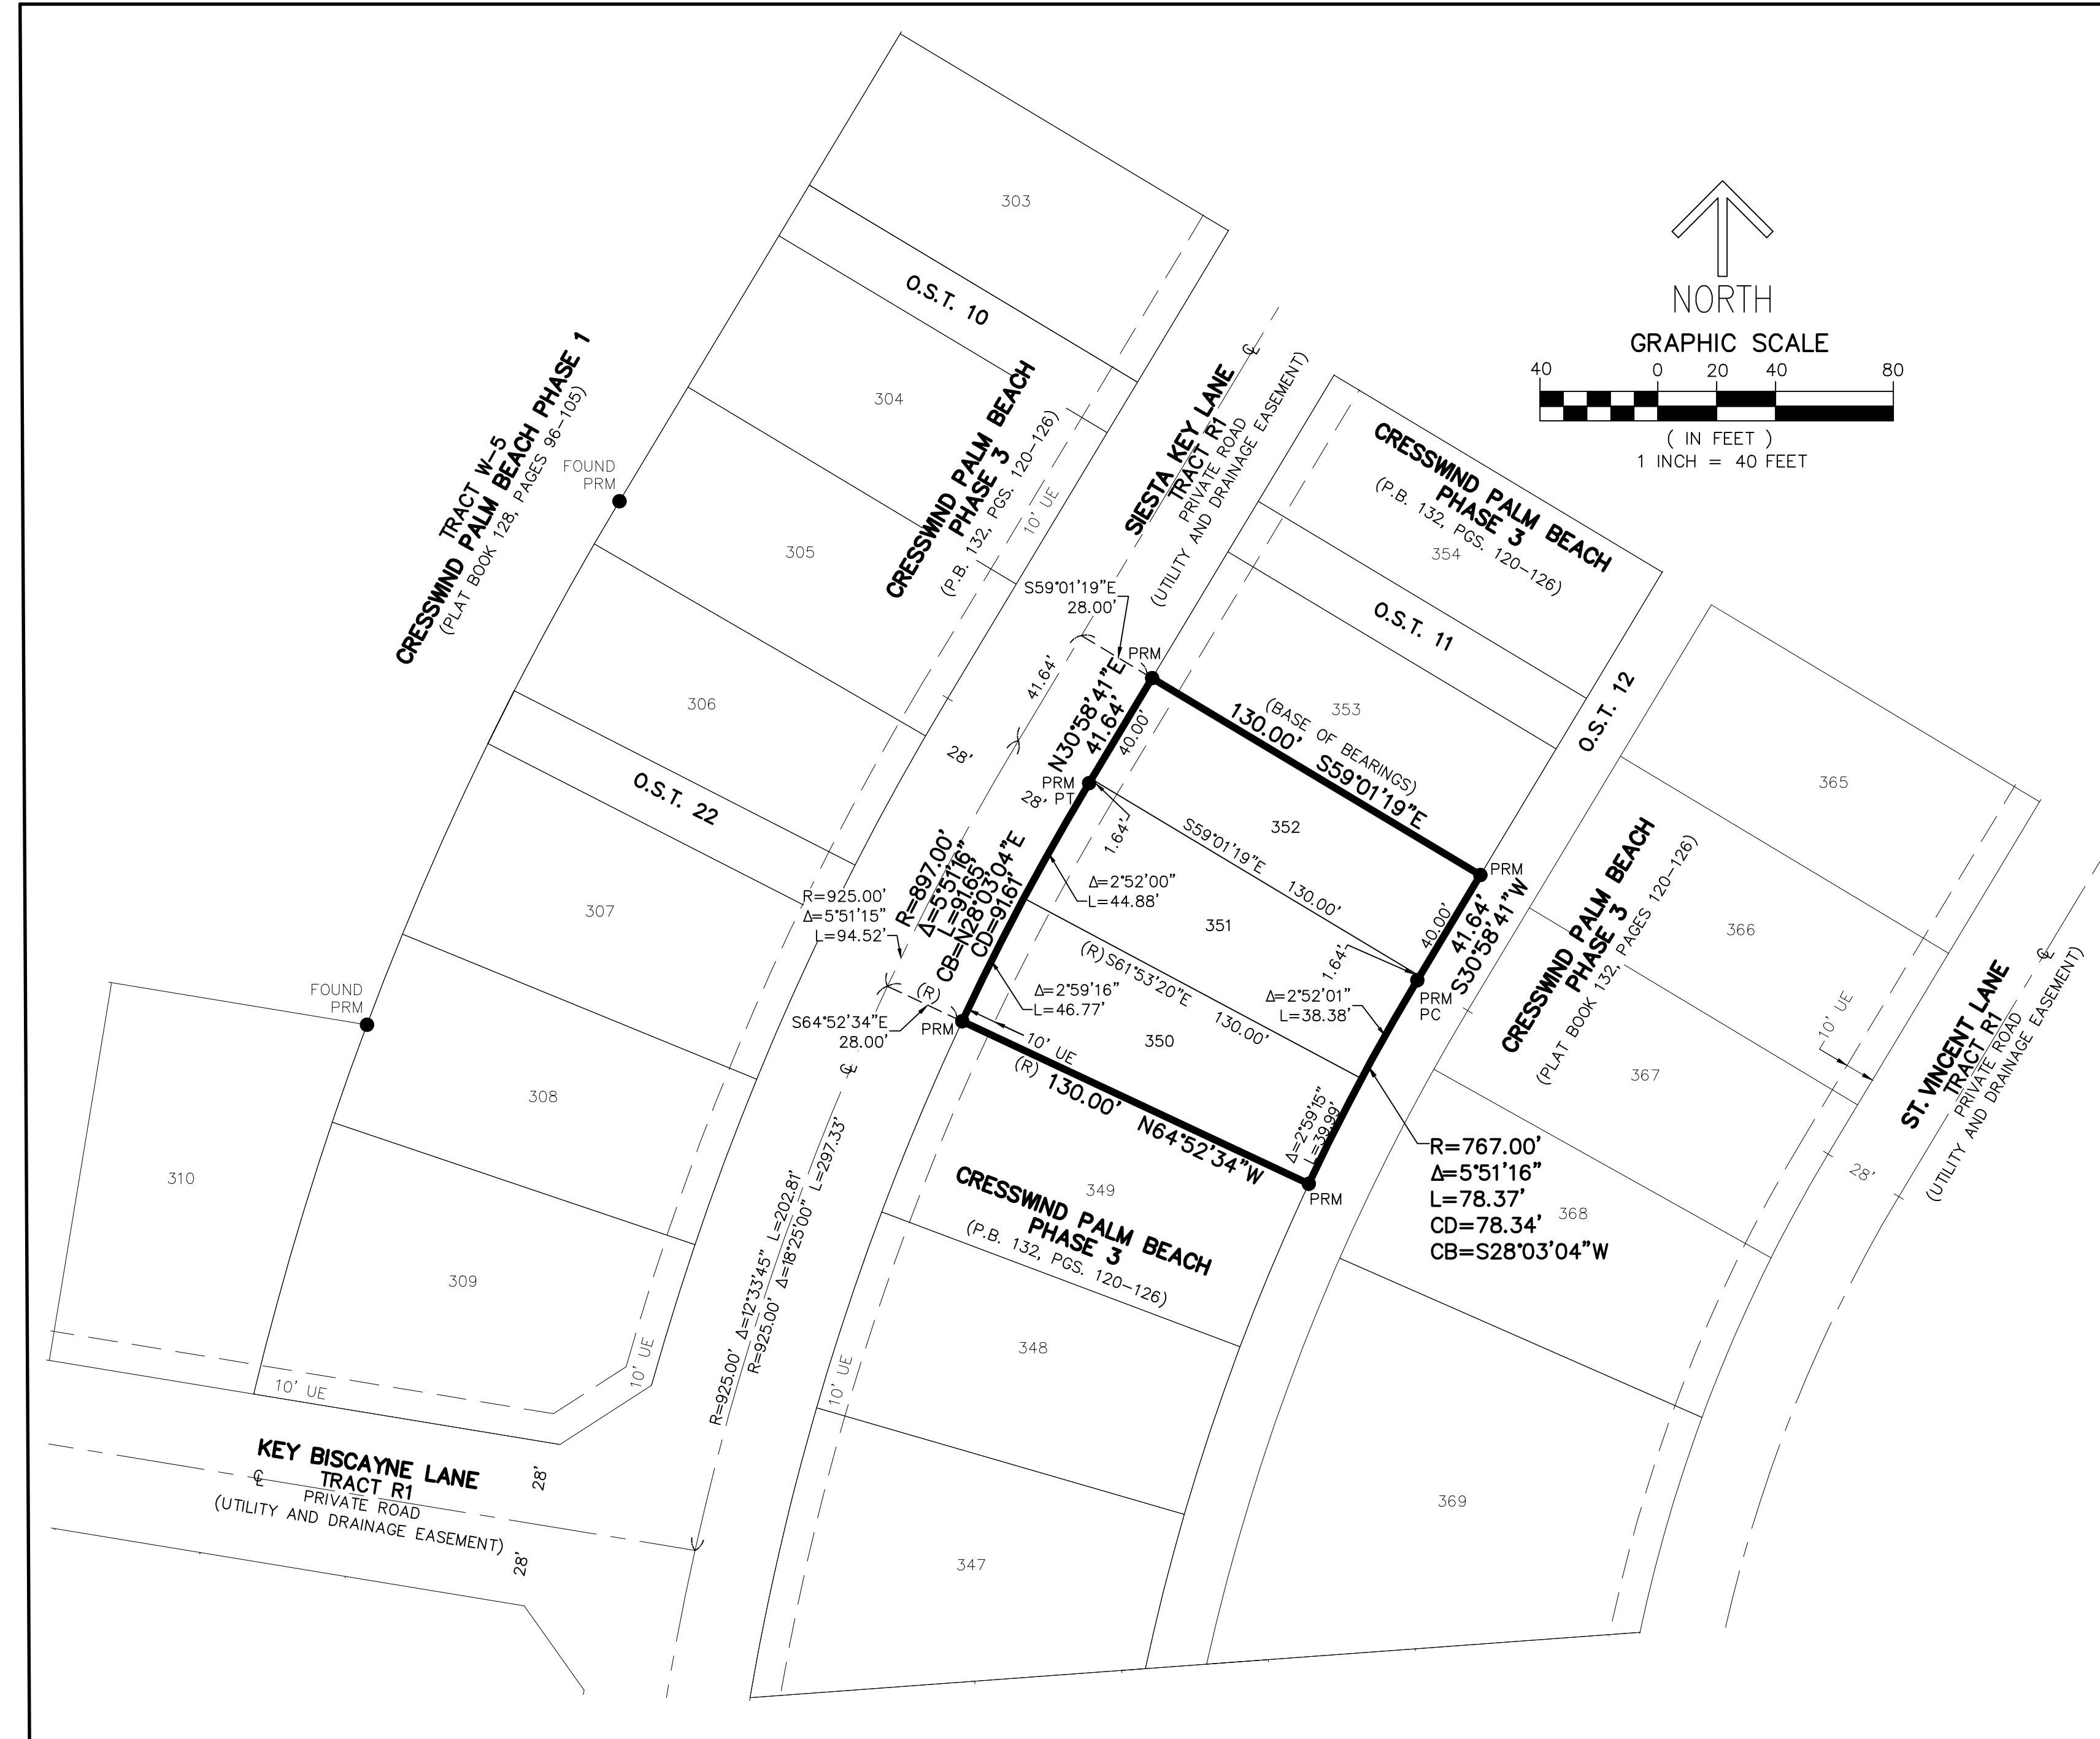 303
O.S.T. 10
304
305
306
O.S.T. 22
307
308
309
310
TRACT W-5
CRESSWIND PALM BEACH PHASE 1
(PLAT BOOK 128, PAGES 96-105)
FOUND
PRM
FOUND
PRM
CRESSWIND PALM BEACH
PHASE 3
(P.B. 132, PGS. 120-126)
10' UE
SIESTA KEY LANE
TRACT R1
PRIVATE ROAD
(UTILITY AND DRAINAGE EASEMENT)
℄
NORTH
GRAPHIC SCALE
40 0 20 40 80
( IN FEET )
1 INCH = 40 FEET
CRESSWIND PALM BEACH
PHASE 3
(P.B. 132, PGS. 120-126)
354
O.S.T. 11
353
O.S.T. 12
S59°01'19"E
28.00'
PRM
41.64'
N30°58'41"E
41.64'
40.00'
(BASE OF BEARINGS)
130.00' S59°01'19"E
28'
28'
PRM
PT
1.64'
352
S59°01'19"E 130.00'
PRM
40.00'
41.64'
S30°58'41"W
1.64'
PRM
PC
R=897.00'
Δ=5°51'16"
L=91.65'
CB=N28°03'04"E
CD=91.61'
R=925.00'
Δ=5°51'15"
L=94.52'
Δ=2°52'00"
L=44.88'
351
(R) S61°53'20"E 130.00'
Δ=2°52'01"
L=38.38'
Δ=2°59'16"
L=46.77'
(R)
S64°52'34"E
28.00'
PRM
350
10' UE
(R) 130.00' N64°52'34"W
Δ=2°59'15"
L=39.99'
PRM
R=767.00'
Δ=5°51'16"
L=78.37'
CD=78.34'
CB=S28°03'04"W
℄
R=925.00' Δ=12°33'45" L=202.81'
R=925.00' Δ=18°25'00" L=297.33'
349
CRESSWIND PALM BEACH
PHASE 3
(P.B. 132, PGS. 120-126)
348
10' UE
347
CRESSWIND PALM BEACH
PHASE 3
(PLAT BOOK 132, PAGES 120-126)
365
366
367
368
369
10' UE
28'
ST. VINCENT LANE
TRACT R1
PRIVATE ROAD
(UTILITY AND DRAINAGE EASEMENT)
℄
10' UE
10' UE
KEY BISCAYNE LANE
℄ TRACT R1
PRIVATE ROAD
(UTILITY AND DRAINAGE EASEMENT)
28'
28'